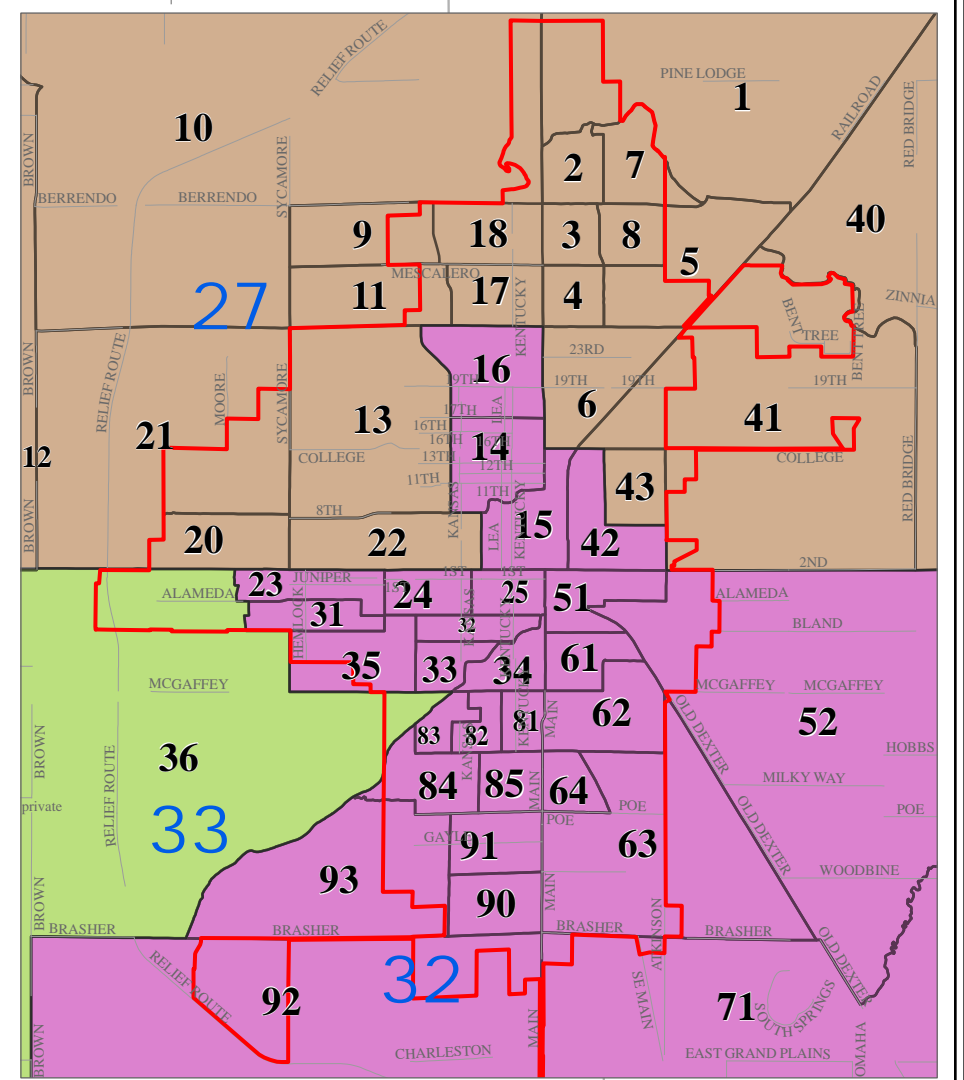 RELIEF ROUTE
PINE LODGE
1
RAILROAD
RED BRIDGE
10
BROWN
SYCAMORE
2
7
BERRENDO
BERRENDO
40
9
18
3
8
5
MESCALERO
11
17
4
27
KENTUCKY
ZINNIA
BENT
TREE
BENT TREE
23RD
BROWN
RELIEF ROUTE
MOORE
SYCAMORE
16
19TH
19TH
19TH
19TH
6
LEA
17TH
13
16TH
41
21
16TH
16TH
14
12
COLLEGE
13TH
12TH
COLLEGE
11TH
11TH
43
RED BRIDGE
BROWN
KANSAS
KENTUCKY
8TH
15
LEA
20
22
42
2ND
1ST
1ST
23
JUNIPER
1ST
ALAMEDA
24
25
51
ALAMEDA
HEMLOCK
31
KANSAS
KENTUCKY
32
BLAND
35
33
34
61
MCGAFFEY
MCGAFFEY
MCGAFFEY
62
OLD DEXTER
52
81
83
82
KANSAS
KENTUCKY
MAIN
BROWN
RELIEF ROUTE
HOBBS
36
MILKY WAY
84
85
64
MAIN
private
POE
POE
POE
33
OLD DEXTER
GAYLE
91
63
WOODBINE
93
90
MAIN
BROWN
ATKINSON
BRASHER
BRASHER
BRASHER
BRASHER
OLD DEXTER
RELIEF ROUTE
32
92
SE MAIN
71
SOUTH SPRINGS
MAIN
BROWN
OMAHA
CHARLESTON
EAST GRAND PLAINS